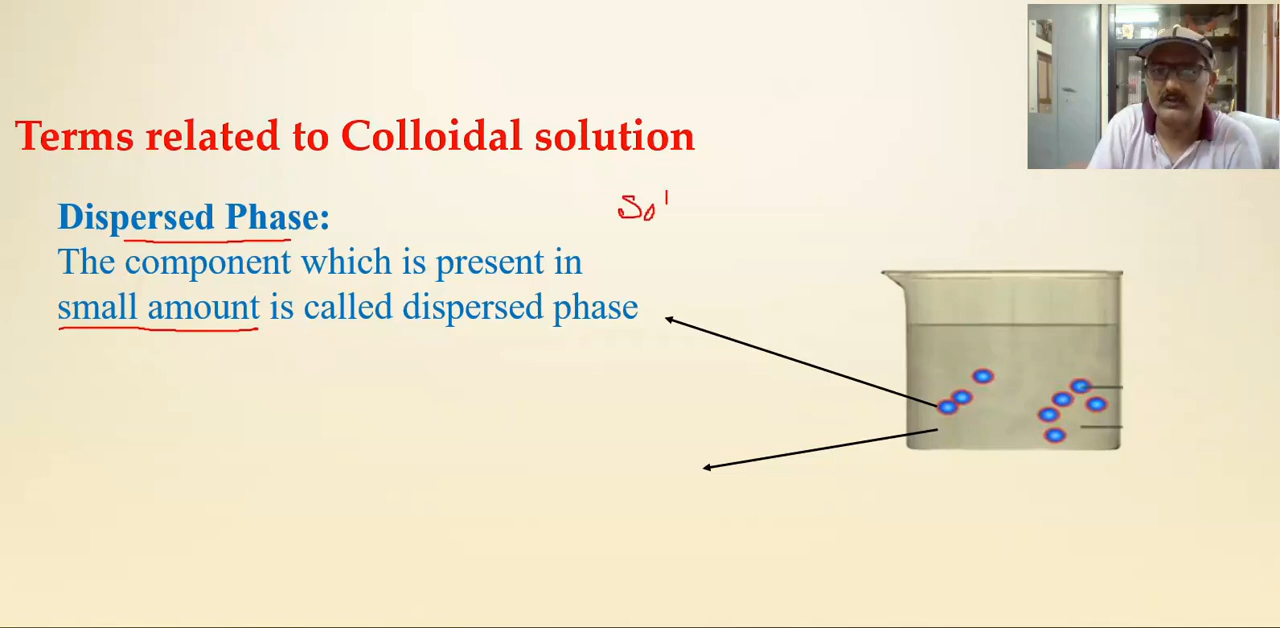 Terms related to Colloidal solution
Dispersed Phase:
So
The component which is present in
small amount is called dispersed phase